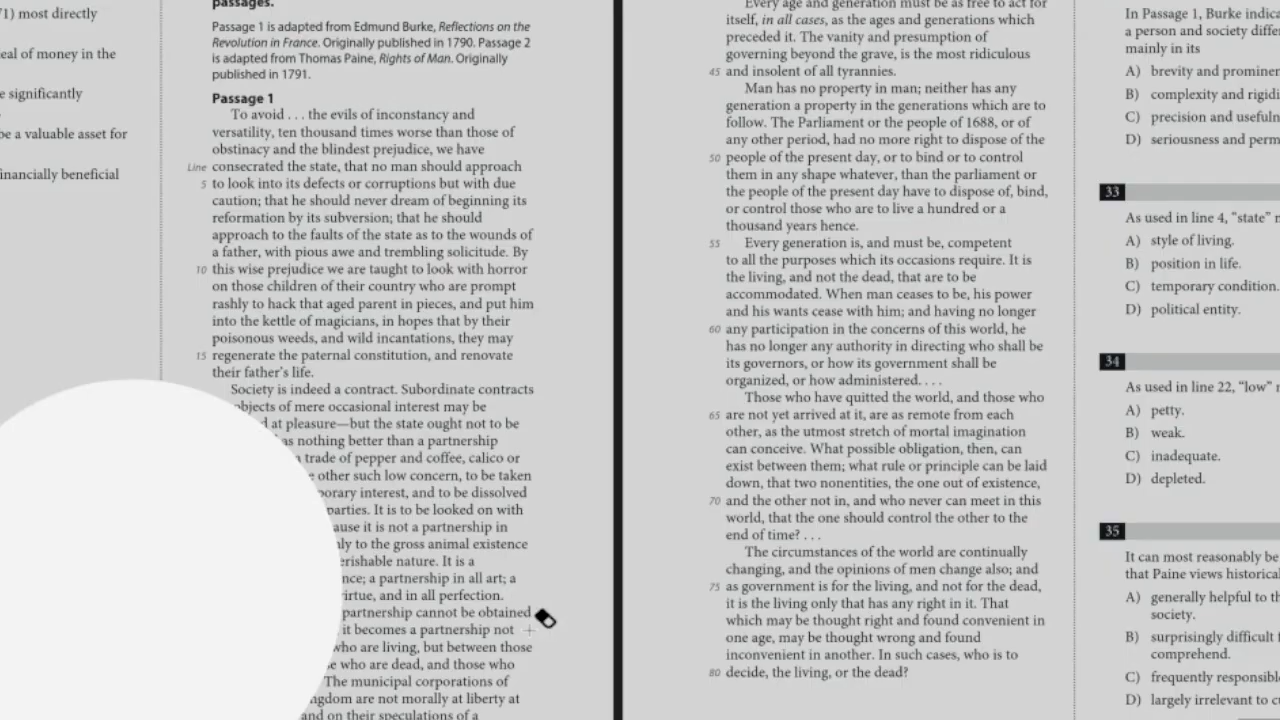 71) most directly
eal of money in the
e significantly
be a valuable asset for
financially beneficial
passages.
Passage 1 is adapted from Edmund Burke, Reflections on the
Revolution in France. Originally published in 1790. Passage 2
is adapted from Thomas Paine, Rights of Man. Originally
published in 1791.
Passage 1
To avoid . . . the evils of inconstancy and
versatility, ten thousand times worse than those of
obstinacy and the blindest prejudice, we have
Line consecrated the state, that no man should approach
5 to look into its defects or corruptions but with due
caution; that he should never dream of beginning its
reformation by its subversion; that he should
approach to the faults of the state as to the wounds of
a father, with pious awe and trembling solicitude. By
10 this wise prejudice we are taught to look with horror
on those children of their country who are prompt
rashly to hack that aged parent in pieces, and put him
into the kettle of magicians, in hopes that by their
poisonous weeds, and wild incantations, they may
15 regenerate the paternal constitution, and renovate
their father's life.
Society is indeed a contract. Subordinate contracts
objects of mere occasional interest may be
d at pleasure—but the state ought not to be
as nothing better than a partnership
a trade of pepper and coffee, calico or
e other such low concern, to be taken
porary interest, and to be dissolved
parties. It is to be looked on with
ause it is not a partnership in
nly to the gross animal existence
erishable nature. It is a
nce; a partnership in all art; a
virtue, and in all perfection.
partnership cannot be obtained
it becomes a partnership not
who are living, but between those
e who are dead, and those who
The municipal corporations of
ngdom are not morally at liberty at
and on their speculations of a
Every age and generation must be as free to act for
itself, in all cases, as the ages and generations which
preceded it. The vanity and presumption of
governing beyond the grave, is the most ridiculous
45 and insolent of all tyrannies.
Man has no property in man; neither has any
generation a property in the generations which are to
follow. The Parliament or the people of 1688, or of
any other period, had no more right to dispose of the
50 people of the present day, or to bind or to control
them in any shape whatever, than the parliament or
the people of the present day have to dispose of, bind,
or control those who are to live a hundred or a
thousand years hence.
55 Every generation is, and must be, competent
to all the purposes which its occasions require. It is
the living, and not the dead, that are to be
accommodated. When man ceases to be, his power
and his wants cease with him; and having no longer
60 any participation in the concerns of this world, he
has no longer any authority in directing who shall be
its governors, or how its government shall be
organized, or how administered. . . .
Those who have quitted the world, and those who
65 are not yet arrived at it, are as remote from each
other, as the utmost stretch of mortal imagination
can conceive. What possible obligation, then, can
exist between them; what rule or principle can be laid
down, that two nonentities, the one out of existence,
70 and the other not in, and who never can meet in this
world, that the one should control the other to the
end of time? . . .
The circumstances of the world are continually
changing, and the opinions of men change also; and
75 as government is for the living, and not for the dead,
it is the living only that has any right in it. That
which may be thought right and found convenient in
one age, may be thought wrong and found
inconvenient in another. In such cases, who is to
80 decide, the living, or the dead?
In Passage 1, Burke indica
a person and society diffe
mainly in its
A) brevity and prominen
B) complexity and rigidi
C) precision and usefuln
D) seriousness and perm
33
As used in line 4, “state” m
A) style of living.
B) position in life.
C) temporary condition.
D) political entity.
34
As used in line 22, “low” m
A) petty.
B) weak.
C) inadequate.
D) depleted.
35
It can most reasonably be
that Paine views historical
A) generally helpful to th
society.
B) surprisingly difficult f
comprehend.
C) frequently responsible
D) largely irrelevant to cu